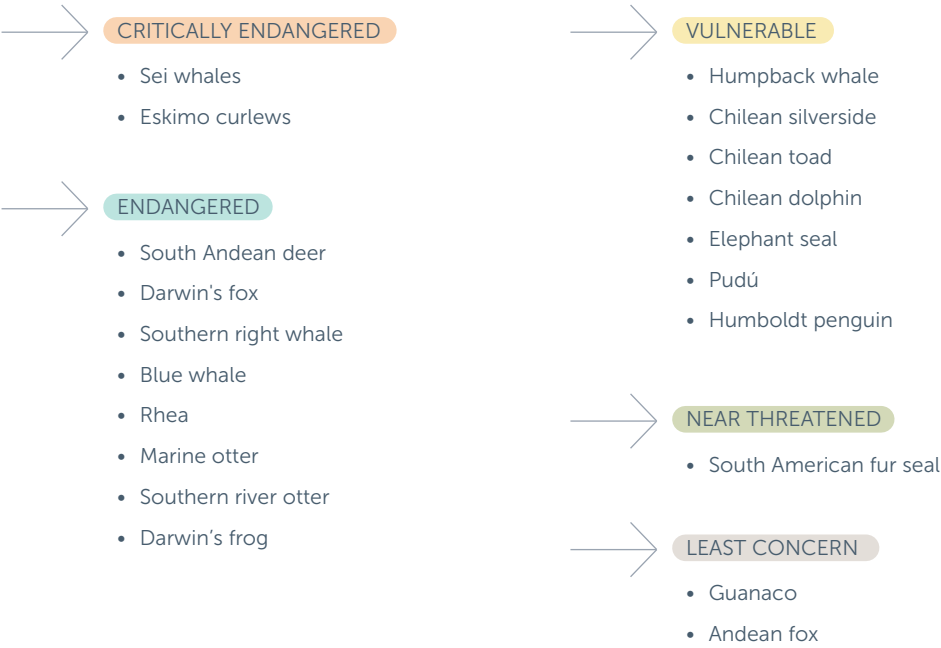 CRITICALLY ENDANGERED
• Sei whales
• Eskimo curlews
ENDANGERED
• South Andean deer
• Darwin's fox
• Southern right whale
• Blue whale
• Rhea
• Marine otter
• Southern river otter
• Darwin’s frog
VULNERABLE
• Humpback whale
• Chilean silverside
• Chilean toad
• Chilean dolphin
• Elephant seal
• Pudú
• Humboldt penguin
NEAR THREATENED
• South American fur seal
LEAST CONCERN
• Guanaco
• Andean fox